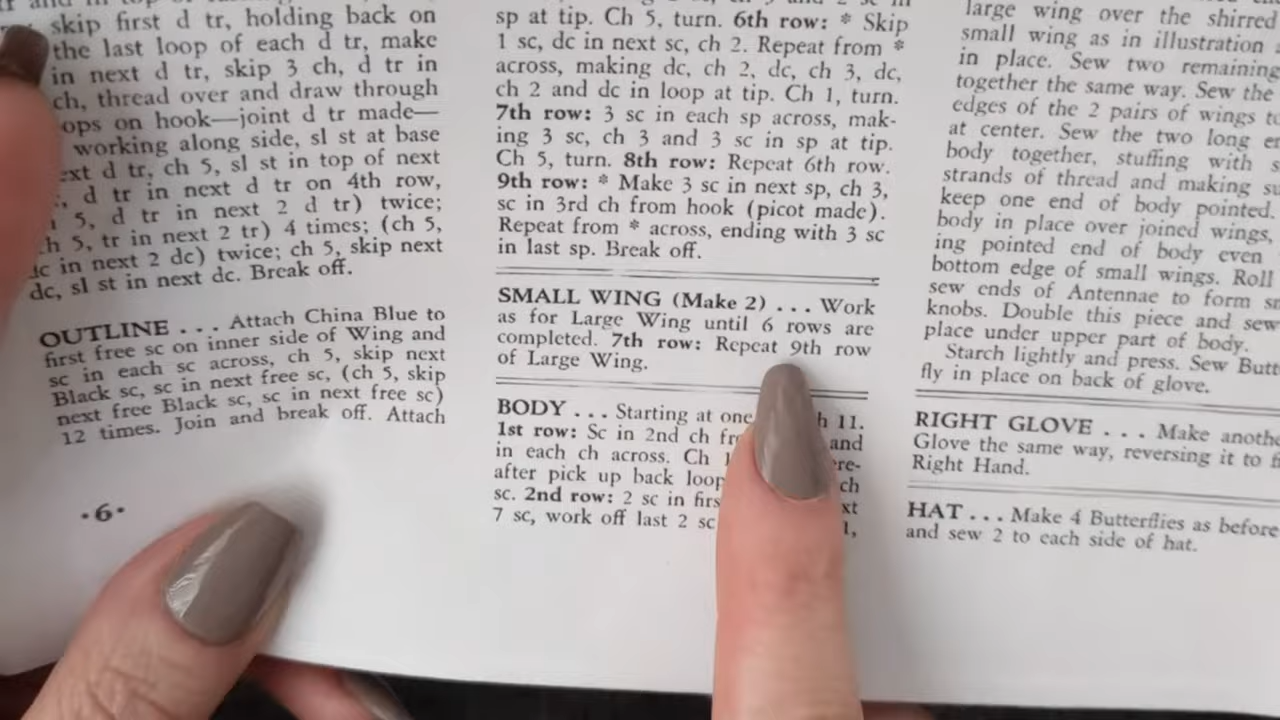 skip first d tr, holding back on
the last loop of each d tr, make
in next d tr, skip 3 ch, d tr in
ch, thread over and draw through
ops on hook—joint d tr made—
working along side, sl st at base
ext d tr, ch 5, sl st in top of next
d tr in next d tr on 4th row,
5, d tr in next 2 d tr) twice;
h 5, tr in next 2 tr) 4 times; (ch 5,
dc in next 2 dc) twice; ch 5, skip next
dc, sl st in next dc. Break off.
OUTLINE . . . Attach China Blue to
first free sc on inner side of Wing and
sc in each sc across, ch 5, skip next
Black sc, sc in next free sc, (ch 5, skip
next free Black sc, sc in next free sc)
12 times. Join and break off. Attach
·6·
sp at tip. Ch 5, turn. 6th row: * Skip
1 sc, dc in next sc, ch 2. Repeat from *
across, making dc, ch 2, dc, ch 3, dc,
ch 2 and dc in loop at tip. Ch 1, turn.
7th row: 3 sc in each sp across, mak-
ing 3 sc, ch 3 and 3 sc in sp at tip.
Ch 5, turn. 8th row: Repeat 6th row.
9th row: * Make 3 sc in next sp, ch 3,
sc in 3rd ch from hook (picot made).
Repeat from * across, ending with 3 sc
in last sp. Break off.
SMALL WING (Make 2) . . . Work
as for Large Wing until 6 rows are
completed. 7th row: Repeat 9th row
of Large Wing.
BODY . . . Starting at one h 11.
1st row: Sc in 2nd ch fr and
in each ch across. Ch re-
after pick up back loop ch
sc. 2nd row: 2 sc in firs xt
7 sc, work off last 2 sc 1,
large wing over the shirred
small wing as in illustration
in place. Sew two remaining
together the same way. Sew the
edges of the 2 pairs of wings to
at center. Sew the two long e
body together, stuffing with s
strands of thread and making su
keep one end of body pointed.
body in place over joined wings,
ing pointed end of body even
bottom edge of small wings. Roll
sew ends of Antennae to form sm
knobs. Double this piece and sew
place under upper part of body.
Starch lightly and press. Sew Butt
fly in place on back of glove.
RIGHT GLOVE . . . Make anothe
Glove the same way, reversing it to fi
Right Hand.
HAT . . . Make 4 Butterflies as before
and sew 2 to each side of hat.